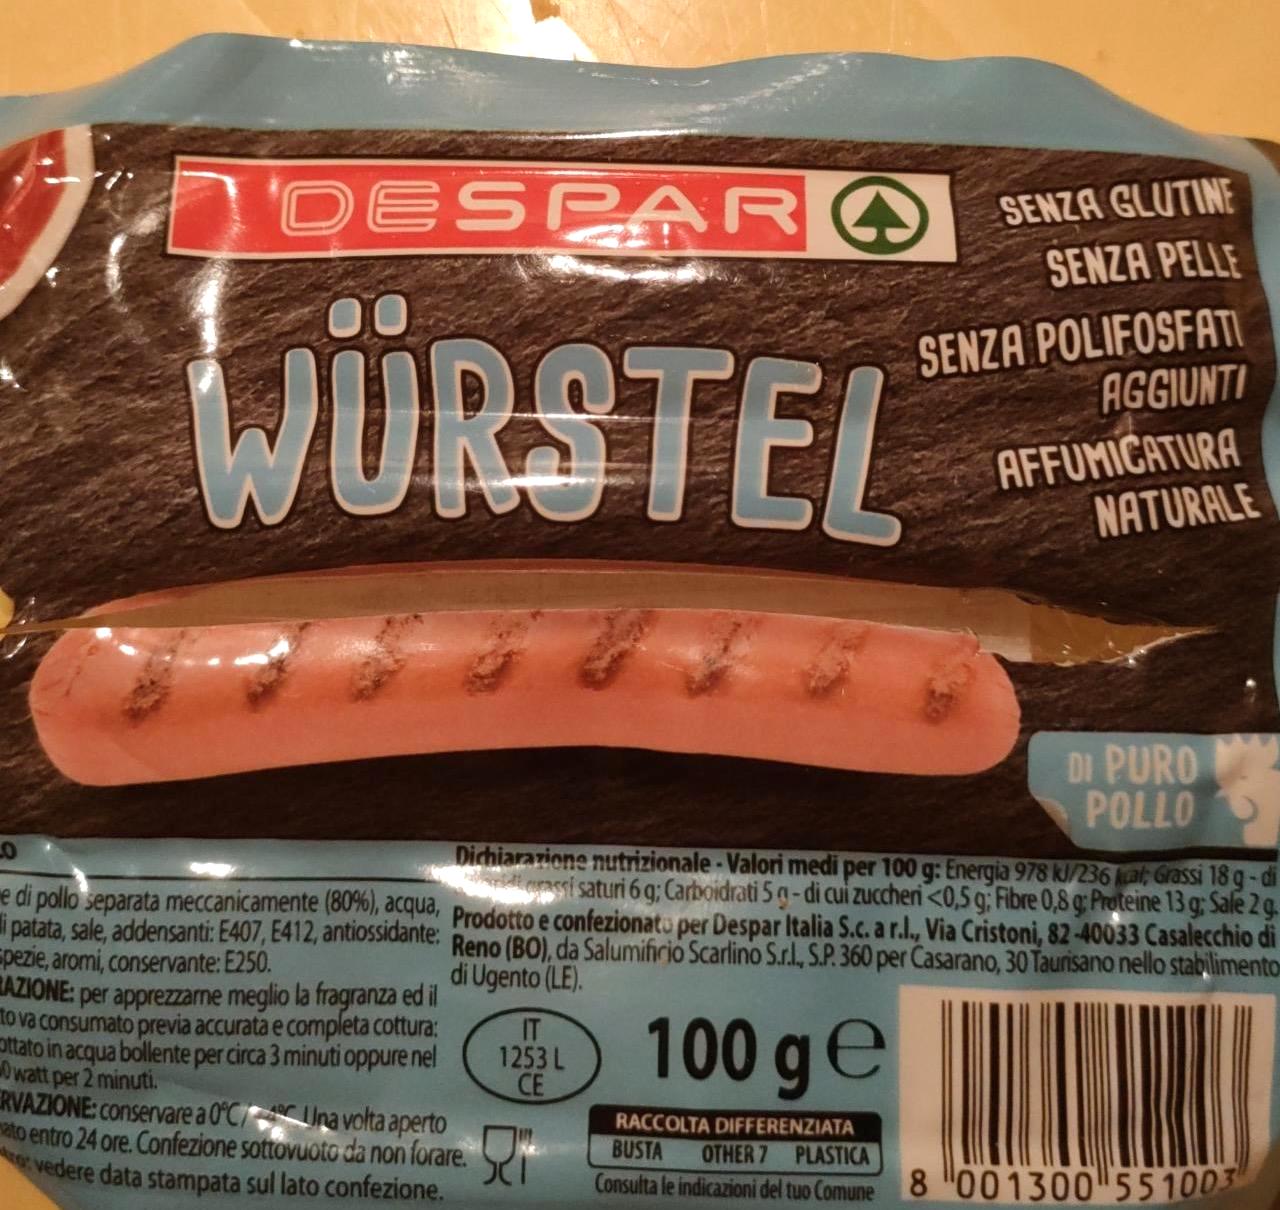 DESPAR
WÜRSTEL
SENZA GLUTINE
SENZA PELLE
SENZA POLIFOSFATI
AGGIUNTI
AFFUMICATURA
NATURALE
DI PURO
POLLO
di pollo separata meccanicamente (80%), acqua,
patata, sale, addensanti: E407, E412, antiossidante:
spezie, aromi, conservante: E250.
per apprezzarne meglio la fragranza ed il
va consumato previa accurata e completa cottura:
in acqua bollente per circa 3 minuti oppure nel
watt per 2 minuti.
conservare a 0°C/ +4°C. Una volta aperto
entro 24 ore. Confezione sottovuoto da non forare.
vedere data stampata sul lato confezione.
Dichiarazione nutrizionale - Valori medi per 100 g: Energia 978 kJ/236 kcal; Grassi 18 g - di
grassi saturi 6 g; Carboidrati 5 g - di cui zuccheri <0,5 g; Fibre 0,8 g; Proteine 13 g; Sale 2 g.
Prodotto e confezionato per Despar Italia S.c. a r.l., Via Cristoni, 82 -40033 Casalecchio di
Reno (BO), da Salumificio Scarlino S.r.l., S.P. 360 per Casarano, 30 Taurisano nello stabilimento
di Ugento (LE).
IT
1253 L
CE
100 g e
RACCOLTA DIFFERENZIATA
BUSTA OTHER 7 PLASTICA
Consulta le indicazioni del tuo Comune
8 001300 551003